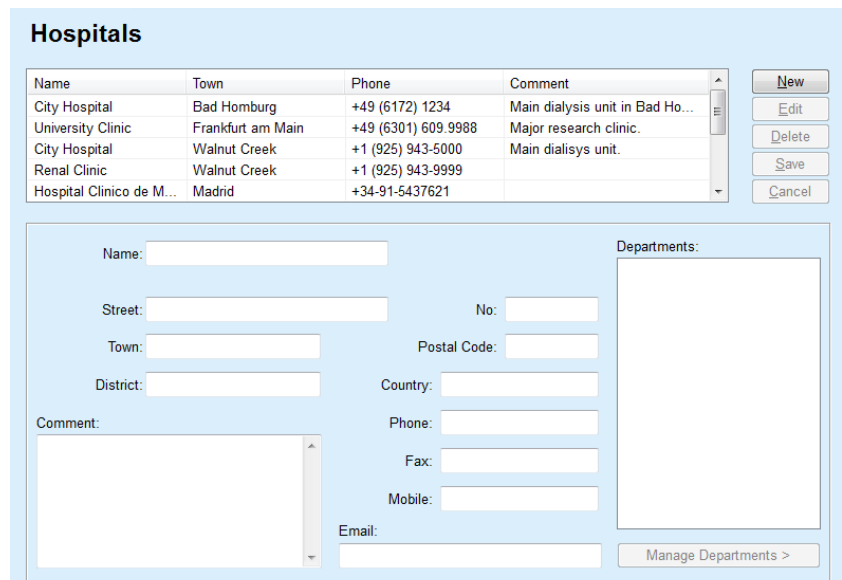 Hospitals
Name Town Phone Comment
City Hospital Bad Homburg +49 (6172) 1234 Main dialysis unit in Bad Ho...
University Clinic Frankfurt am Main +49 (6301) 609.9988 Major research clinic.
City Hospital Walnut Creek +1 (925) 943-5000 Main dialisys unit.
Renal Clinic Walnut Creek +1 (925) 943-9999
Hospital Clinico de M... Madrid +34-91-5437621
New
Edit
Delete
Save
Cancel
Name:
Street: No:
Town: Postal Code:
District: Country:
Comment: Phone:
Fax:
Mobile:
Email:
Departments:
Manage Departments >